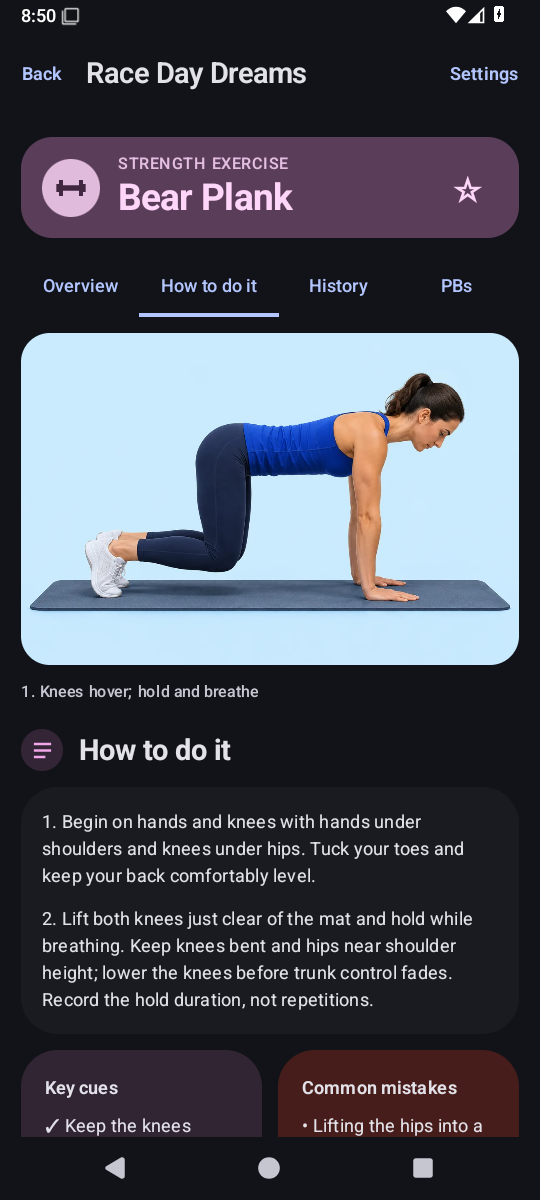 8:50
Back
Race Day Dreams
Settings
STRENGTH EXERCISE
Bear Plank
Overview
How to do it
History
PBs
1. Knees hover; hold and breathe
How to do it
1. Begin on hands and knees with hands under
shoulders and knees under hips. Tuck your toes and
keep your back comfortably level.
2. Lift both knees just clear of the mat and hold while
breathing. Keep knees bent and hips near shoulder
height; lower the knees before trunk control fades.
Record the hold duration, not repetitions.
Key cues
✓ Keep the knees
Common mistakes
• Lifting the hips into a